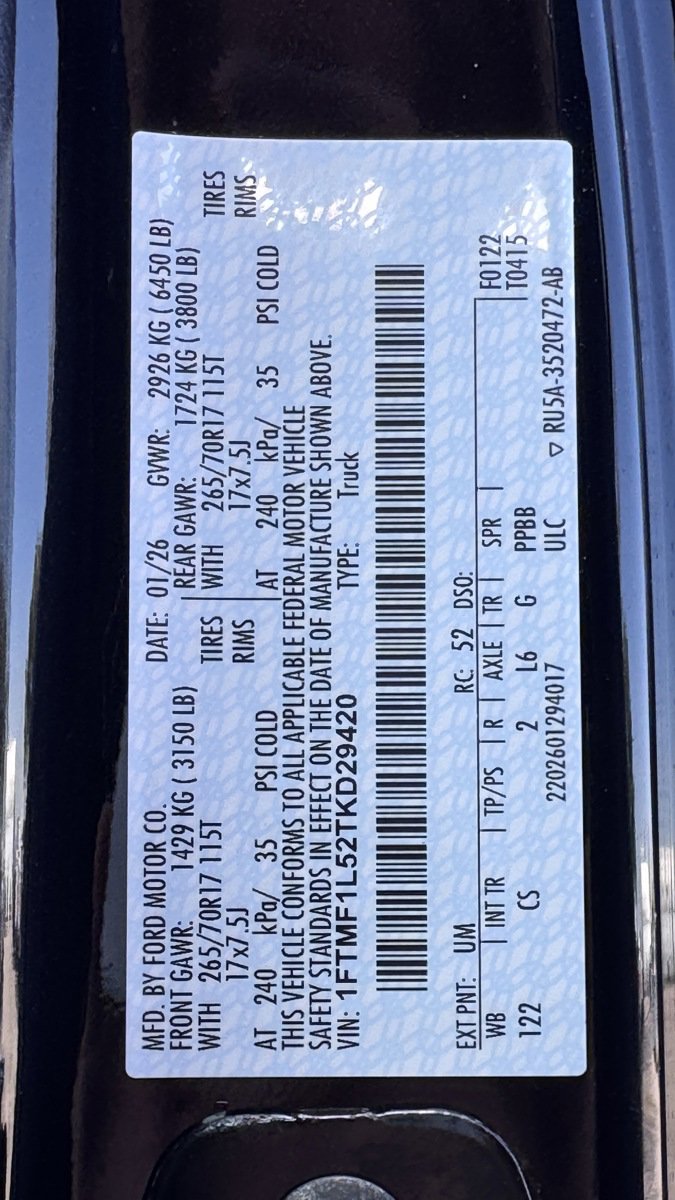 MFD. BY FORD MOTOR CO. DATE: 01/26 GVWR: 2926 KG ( 6450 LB)
FRONT GAWR: 1429 KG ( 3150 LB) REAR GAWR: 1724 KG ( 3800 LB)
WITH 265/70R17 115T TIRES WITH 265/70R17 115T TIRES
17x7.5J RIMS 17x7.5J RIMS
AT 240 kPa/ 35 PSI COLD AT 240 kPa/ 35 PSI COLD
THIS VEHICLE CONFORMS TO ALL APPLICABLE FEDERAL MOTOR VEHICLE
SAFETY STANDARDS IN EFFECT ON THE DATE OF MANUFACTURE SHOWN ABOVE.
VIN: 1FTMF1L52TKD29420 TYPE: Truck
EXT PNT: UM RC: 52 DSO:
WB INT TR TP/PS R AXLE TR SPR F0122
122 CS 2 L6 G PPBB T0415
2202601294017 ULC ▽ RU5A-3520472-AB